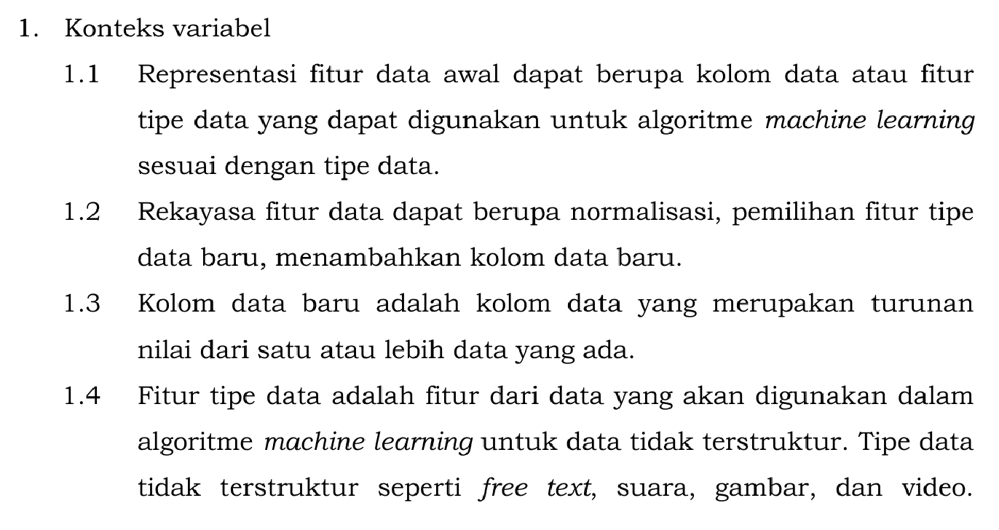 1. Konteks variabel
1.1 Representasi fitur data awal dapat berupa kolom data atau fitur
tipe data yang dapat digunakan untuk algoritme machine learning
sesuai dengan tipe data.
1.2 Rekayasa fitur data dapat berupa normalisasi, pemilihan fitur tipe
data baru, menambahkan kolom data baru.
1.3 Kolom data baru adalah kolom data yang merupakan turunan
nilai dari satu atau lebih data yang ada.
1.4 Fitur tipe data adalah fitur dari data yang akan digunakan dalam
algoritme machine learning untuk data tidak terstruktur. Tipe data
tidak terstruktur seperti free text, suara, gambar, dan video.